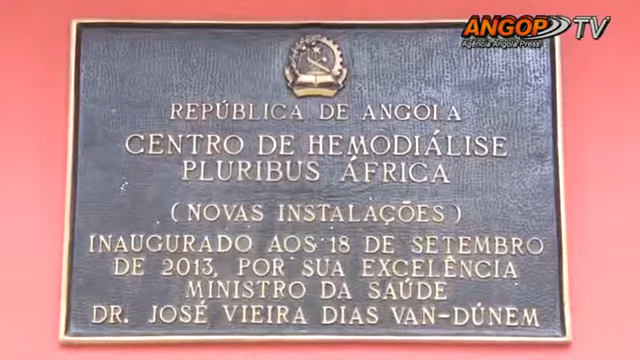 ANGOP TV
Agência Angola Press
REPÚBLICA DE ANGOLA
CENTRO DE HEMODIÁLISE
PLURIBUS ÁFRICA
(NOVAS INSTALAÇÕES)
INAUGURADO AOS 18 DE SETEMBRO
DE 2013, POR SUA EXCELÊNCIA
MINISTRO DA SAÚDE
DR. JOSÉ VIEIRA DIAS VAN-DÚNEM